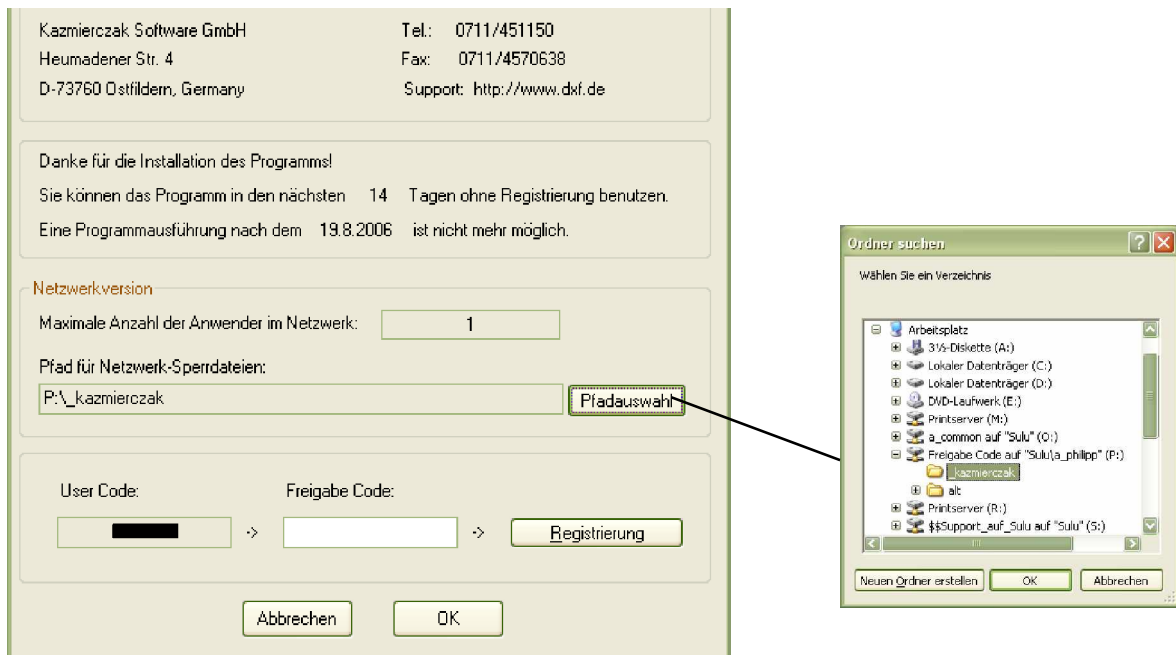 Kazmierczak Software GmbH
Tel.: 0711/451150
Heumadener Str. 4
Fax: 0711/4570638
D-73760 Ostfildern, Germany
Support: http://www.dxf.de
Danke für die Installation des Programms!
Sie können das Programm in den nächsten 14 Tagen ohne Registrierung benutzen.
Eine Programmausführung nach dem 19.8.2006 ist nicht mehr möglich.
Netzwerkversion
Maximale Anzahl der Anwender im Netzwerk: 1
Pfad für Netzwerk-Sperrdateien:
P:\_kazmierczak
Pfadauswahl
User Code:
Freigabe Code:
->
->
Registrierung
Abbrechen
OK
Ordner suchen
Wählen Sie ein Verzeichnis
Arbeitsplatz
3½-Diskette (A:)
Lokaler Datenträger (C:)
Lokaler Datenträger (D:)
DVD-Laufwerk (E:)
Printserver (M:)
a_common auf "Sulu" (O:)
Freigabe Code auf "Sulu\a_philipp" (P:)
_kazmierczak
alt
Printserver (R:)
$$Support_auf_Sulu auf "Sulu" (S:)
Neuen Ordner erstellen
OK
Abbrechen